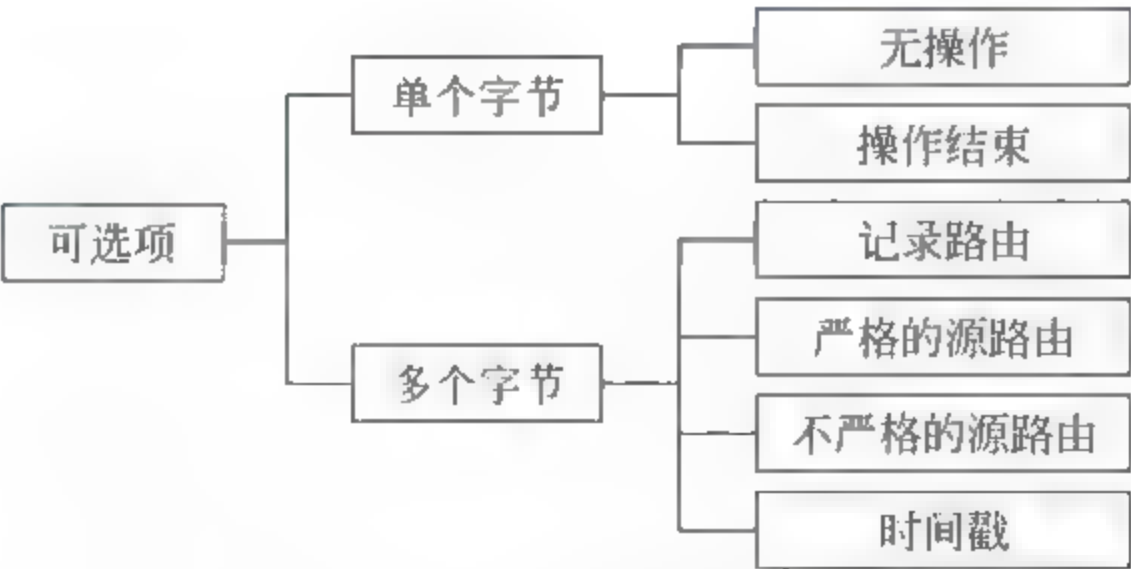 无操作
单个字节
操作结束
可选项
记录路由
严格的源路由
多个字节
不严格的源路由
时间戳